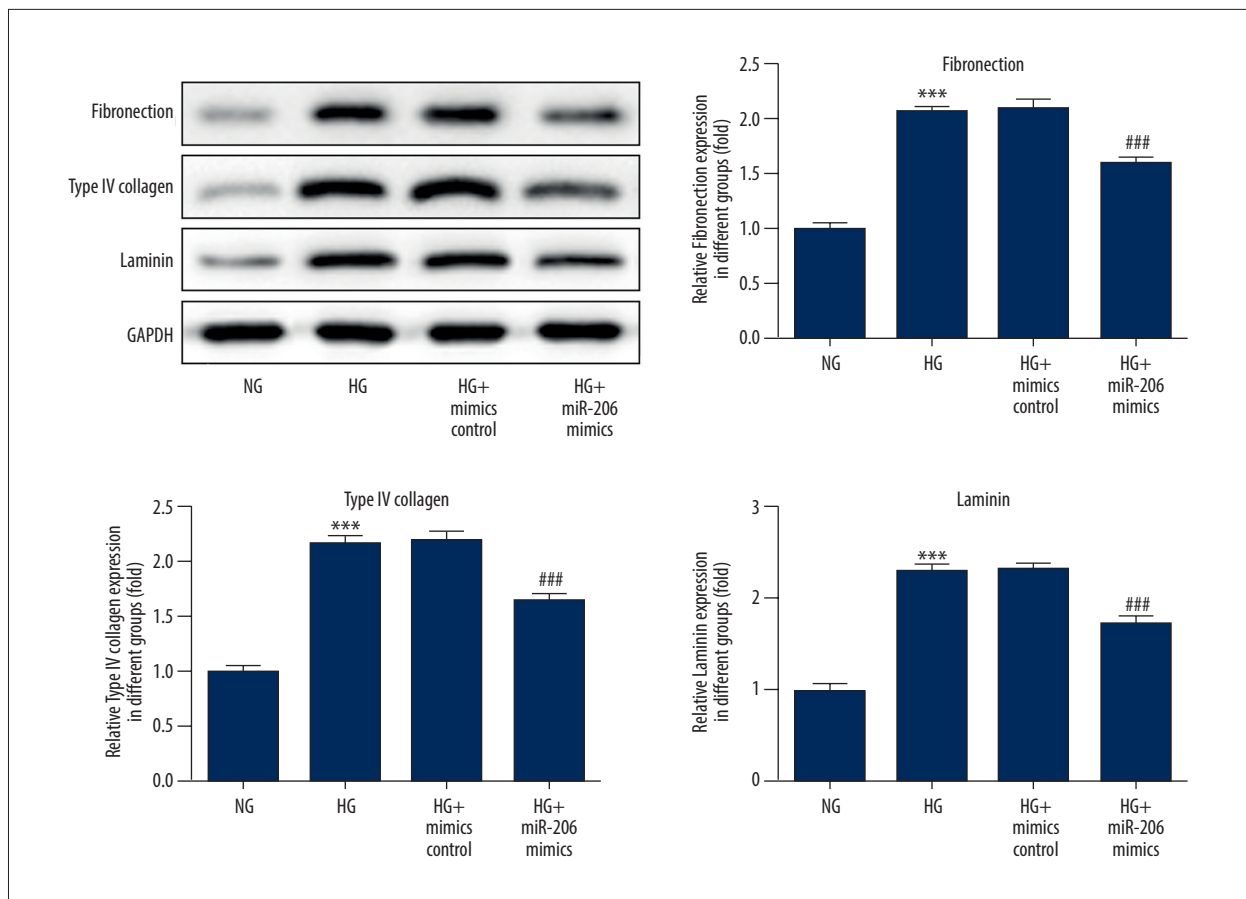 Fibronection
Type IV collagen
Laminin
GAPDH
NG
HG
HG+
mimics
control
HG+
miR-206
mimics
Fibronection
Relative Fibronection expression
in different groups (fold)
2.5
2.0
1.5
1.0
0.5
0.0
***
###
NG
HG
HG+
mimics
control
HG+
miR-206
mimics
Type IV collagen
Relative Type IV collagen expression
in different groups (fold)
2.5
2.0
1.5
1.0
0.5
0.0
***
###
NG
HG
HG+
mimics
control
HG+
miR-206
mimics
Laminin
Relative Laminin expression
in different groups (fold)
3
2
1
0
***
###
NG
HG
HG+
mimics
control
HG+
miR-206
mimics